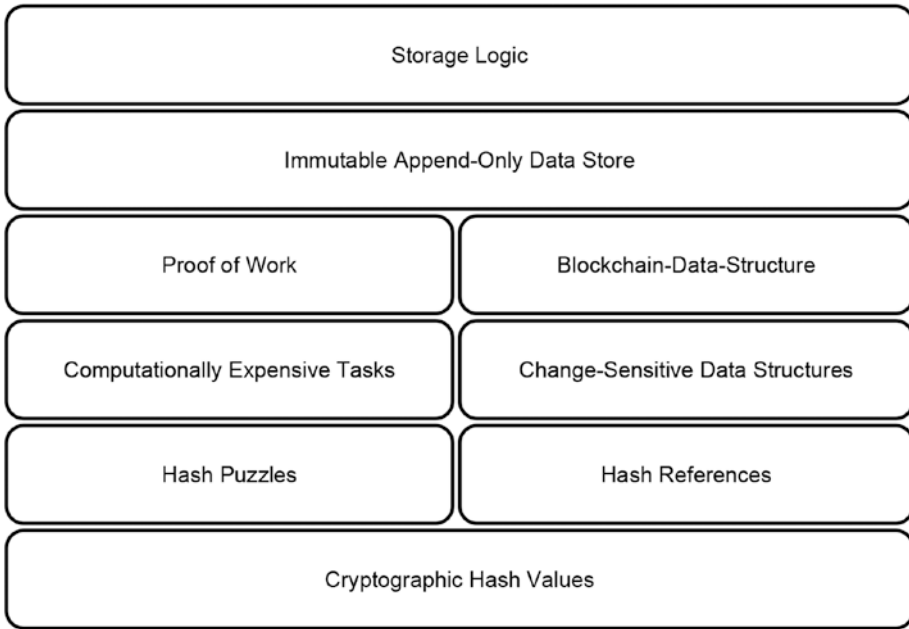 Storage Logic
Immutable Append-Only Data Store
Proof of Work
Blockchain-Data-Structure
Computationally Expensive Tasks
Change-Sensitive Data Structures
Hash Puzzles
Hash References
Cryptographic Hash Values